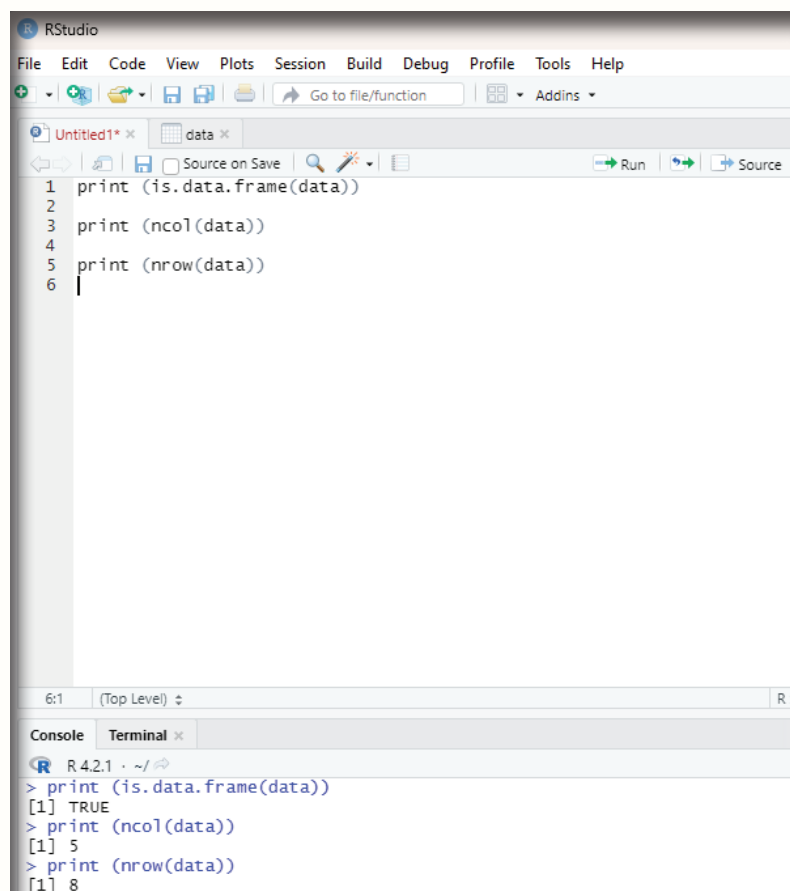 R RStudio
File Edit Code View Plots Session Build Debug Profile Tools Help
R Go to file/function Addins
Untitled1* × data ×
Source on Save Run Source
1 print (is.data.frame(data))
2
3 print (ncol(data))
4
5 print (nrow(data))
6
6:1 (Top Level) R
Console Terminal ×
R R 4.2.1 · ~/
> print (is.data.frame(data))
[1] TRUE
> print (ncol(data))
[1] 5
> print (nrow(data))
[1] 8